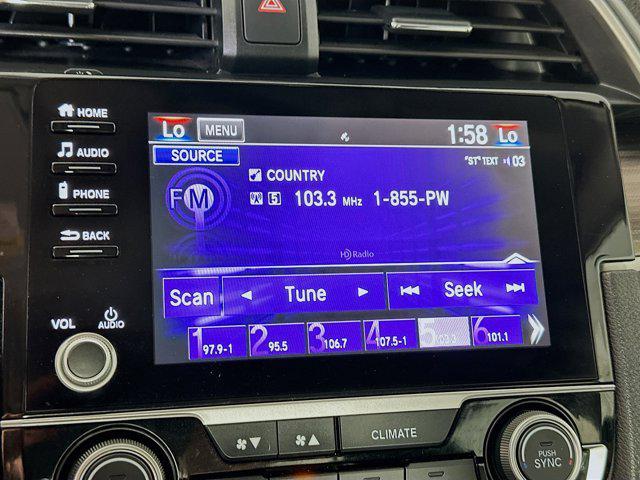 HOME
AUDIO
PHONE
BACK
VOL AUDIO
Lo MENU 1:58 Lo
SOURCE "ST" TEXT 03
FM COUNTRY
5 103.3 MHz 1-855-PW
HD Radio
Scan Tune Seek
1 97.9-1 2 95.5 3 106.7 4 107.5-1 5 103.3 6 101.1
CLIMATE
PUSH
SYNC